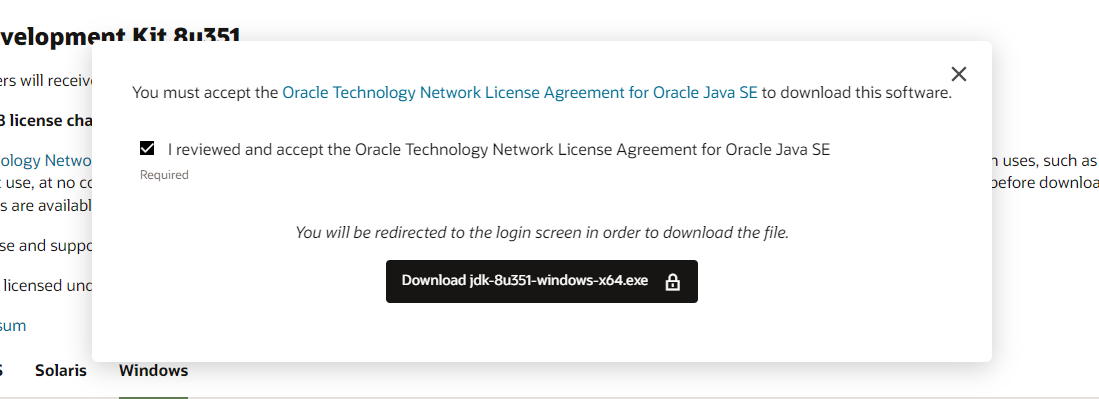 velopment Kit 8u351
ers will receive
You must accept the Oracle Technology Network License Agreement for Oracle Java SE to download this software.
license cha
I reviewed and accept the Oracle Technology Network License Agreement for Oracle Java SE
ology Netwo
n uses, such as
Required
t use, at no co
before downloa
s are availabl
You will be redirected to the login screen in order to download the file.
se and suppo
Download jdk-8u351-windows-x64.exe
licensed und
sum
S Solaris Windows